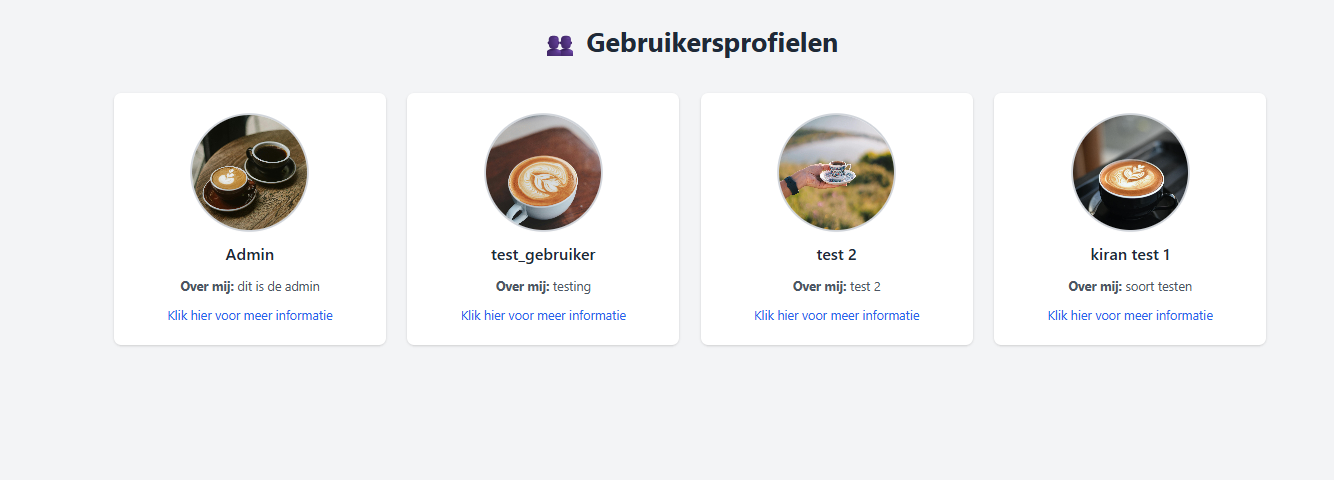 Gebruikersprofielen
Admin
Over mij: dit is de admin
Klik hier voor meer informatie
test_gebruiker
Over mij: testing
Klik hier voor meer informatie
test 2
Over mij: test 2
Klik hier voor meer informatie
kiran test 1
Over mij: soort testen
Klik hier voor meer informatie